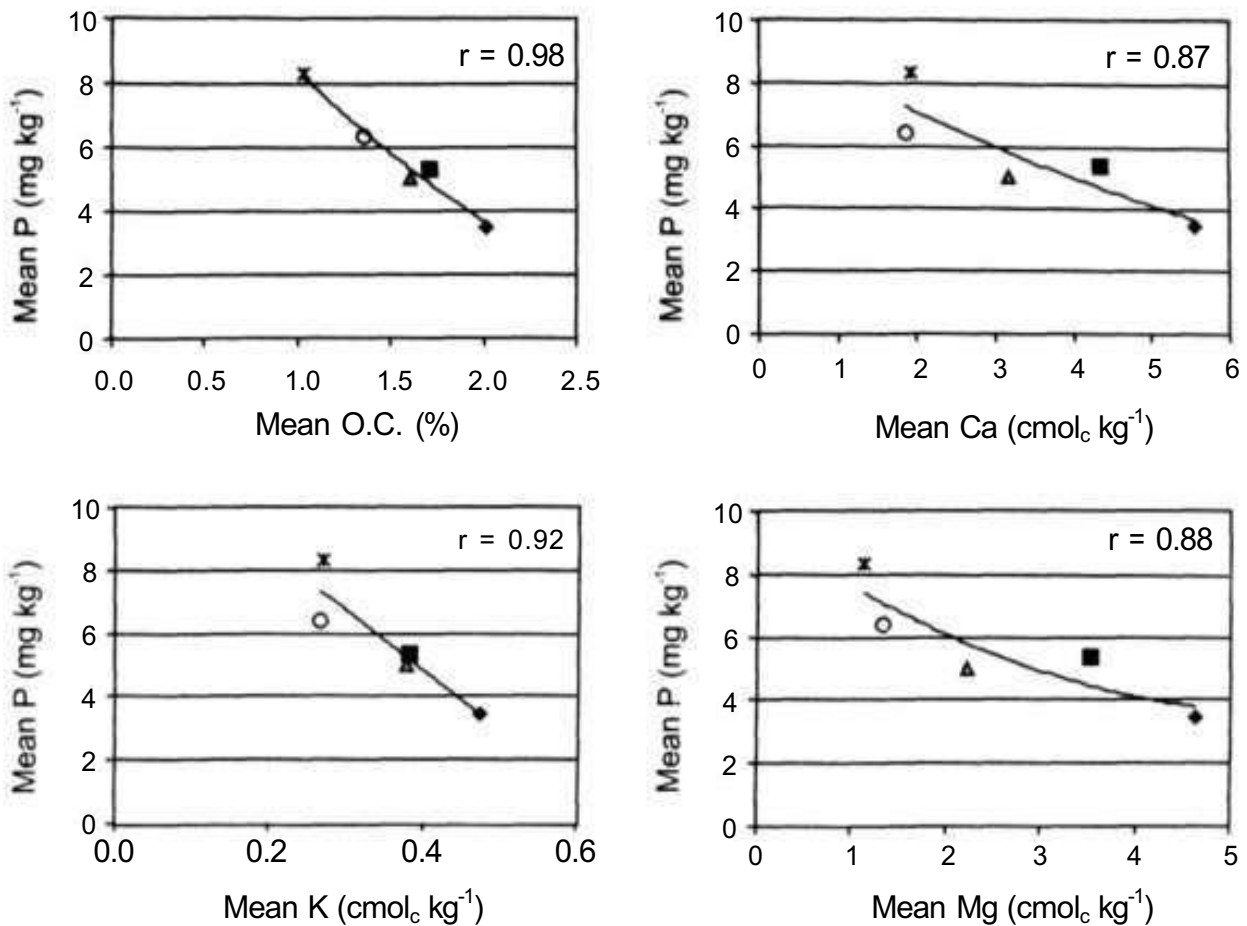 10
8
6
4
2
0
Mean P (mg kg⁻¹)
r = 0.98
0.0 0.5 1.0 1.5 2.0 2.5
Mean O.C. (%)
10
8
6
4
2
0
Mean P (mg kg⁻¹)
r = 0.87
0 1 2 3 4 5 6
Mean Ca (cmolc kg⁻¹)
10
8
6
4
2
0
Mean P (mg kg⁻¹)
r = 0.92
0.0 0.2 0.4 0.6
Mean K (cmolc kg⁻¹)
10
8
6
4
2
0
Mean P (mg kg⁻¹)
r = 0.88
0 1 2 3 4 5
Mean Mg (cmolc kg⁻¹)